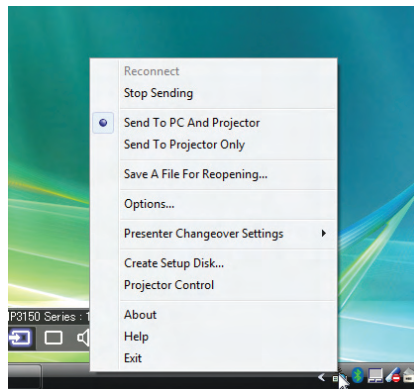 Reconnect
Stop Sending
Send To PC And Projector
Send To Projector Only
Save A File For Reopening...
Options...
Presenter Changeover Settings
Create Setup Disk...
Projector Control
About
Help
Exit
P3150 Series : 1